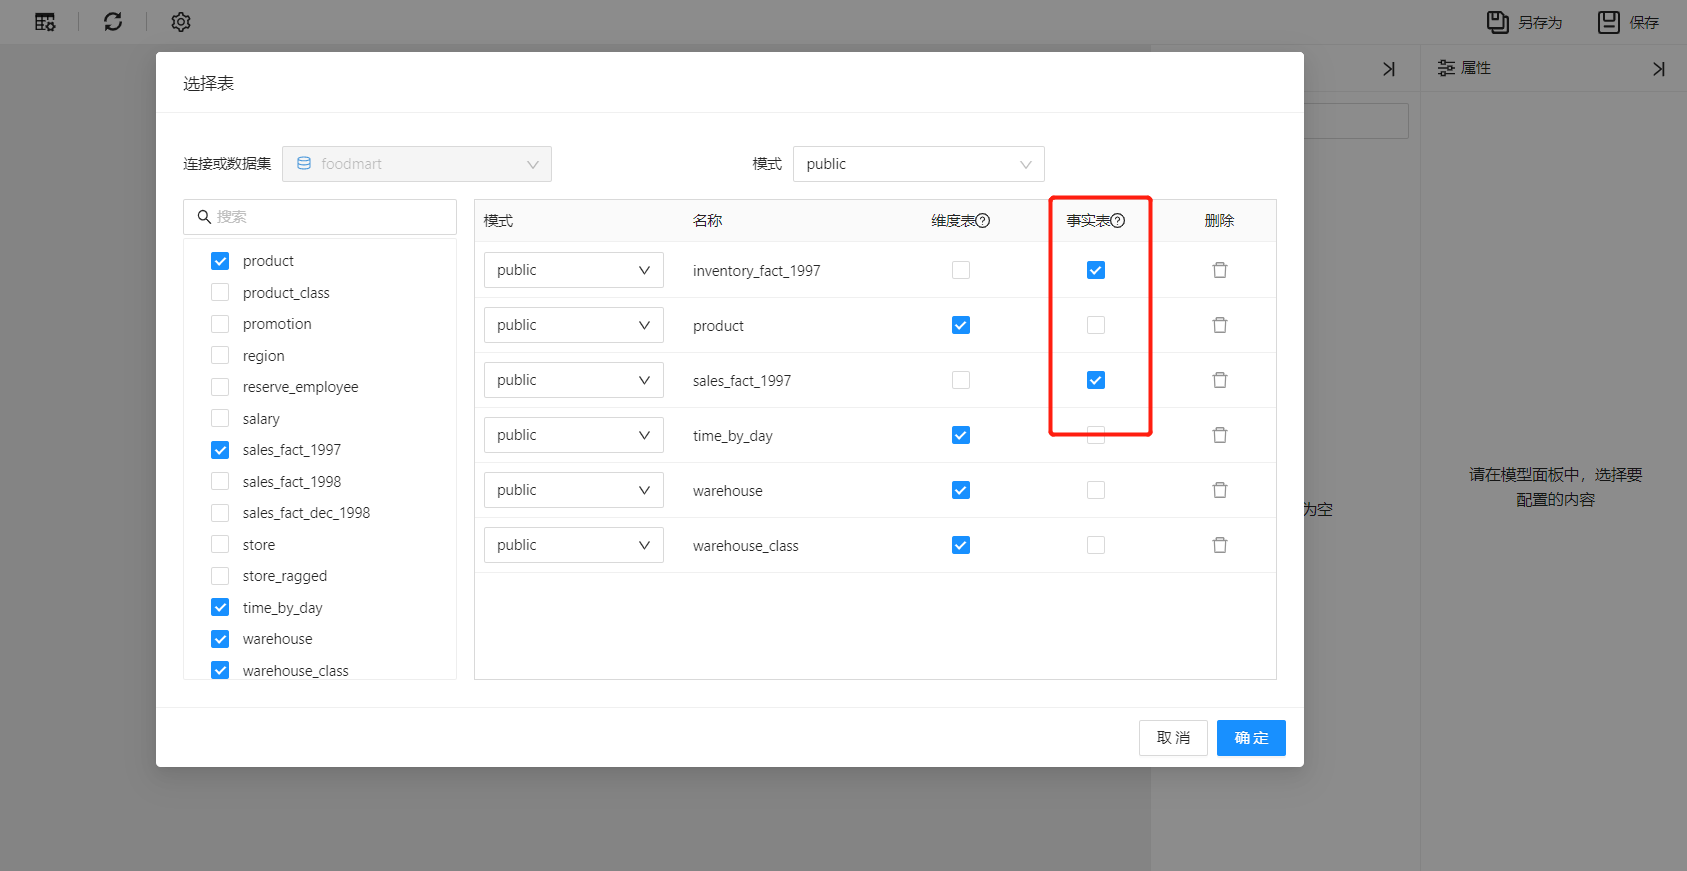 另存为
保存
选择表
属性
连接或数据集
foodmart
模式
public
搜索
模式
名称
维度表
事实表
删除
product
product_class
promotion
region
reserve_employee
salary
sales_fact_1997
sales_fact_1998
sales_fact_dec_1998
store
store_ragged
time_by_day
warehouse
warehouse_class
public
inventory_fact_1997
public
product
public
sales_fact_1997
public
time_by_day
public
warehouse
public
warehouse_class
为空
请在模型面板中，选择要
配置的内容
取 消
确 定